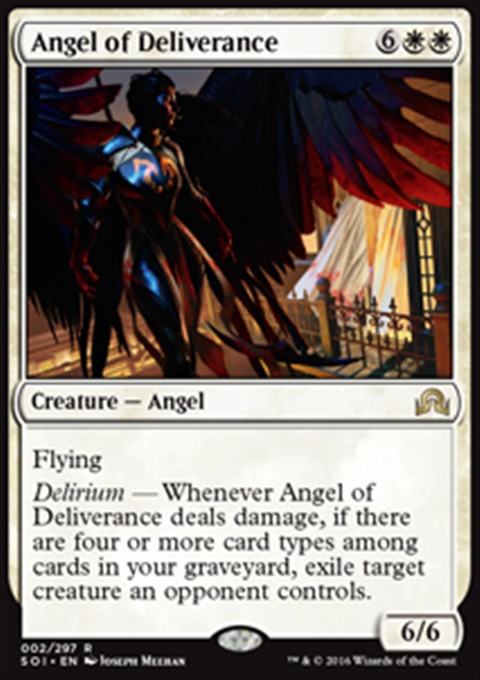 Angel of Deliverance 6
Creature — Angel
Flying
Delirium — Whenever Angel of
Deliverance deals damage, if there
are four or more card types among
cards in your graveyard, exile target
creature an opponent controls.
6/6
002/297 R
SOI • EN Joseph Meehan
™ & © 2016 Wizards of the Coast